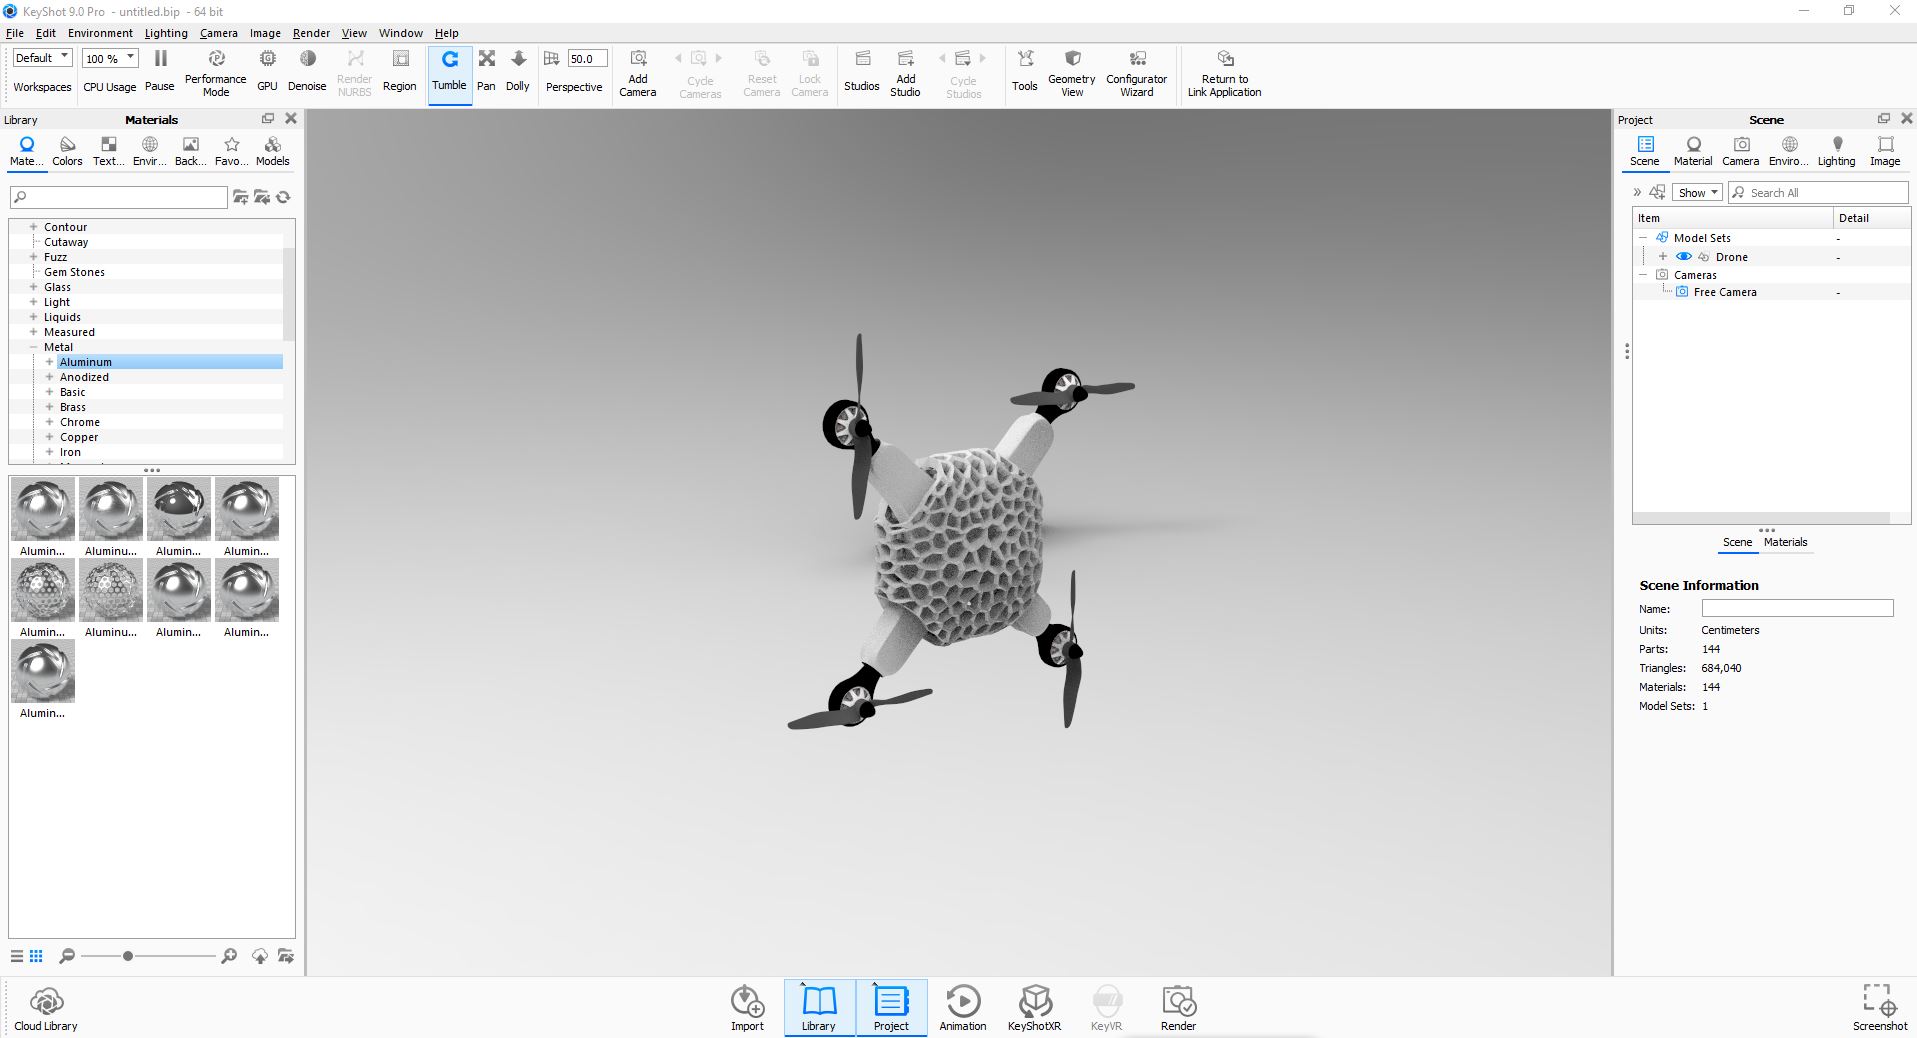 KeyShot 9.0 Pro - untitled.bip - 64 bit
File Edit Environment Lighting Camera Image Render View Window Help
Default 100 % 50.0
Workspaces CPU Usage Pause Performance Mode GPU Denoise Render NURBS Region Tumble Pan Dolly Perspective Add Camera Cycle Cameras Reset Camera Lock Camera Studios Add Studio Cycle Studios Tools Geometry View Configurator Wizard Return to Link Application
Library Materials
Mate... Colors Text... Envir... Back... Favo... Models
Contour
Cutaway
Fuzz
Gem Stones
Glass
Light
Liquids
Measured
Metal
Aluminum
Anodized
Basic
Brass
Chrome
Copper
Iron
Alumin... Aluminu... Alumin... Alumin...
Alumin... Aluminu... Alumin... Alumin...
Alumin...
Project Scene
Scene Material Camera Enviro... Lighting Image
» Show Search All
Item Detail
Model Sets -
Drone -
Cameras
Free Camera -
Scene Materials
Scene Information
Name:
Units: Centimeters
Parts: 144
Triangles: 684,040
Materials: 144
Model Sets: 1
Cloud Library Import Library Project Animation KeyShotXR KeyVR Render Screenshot